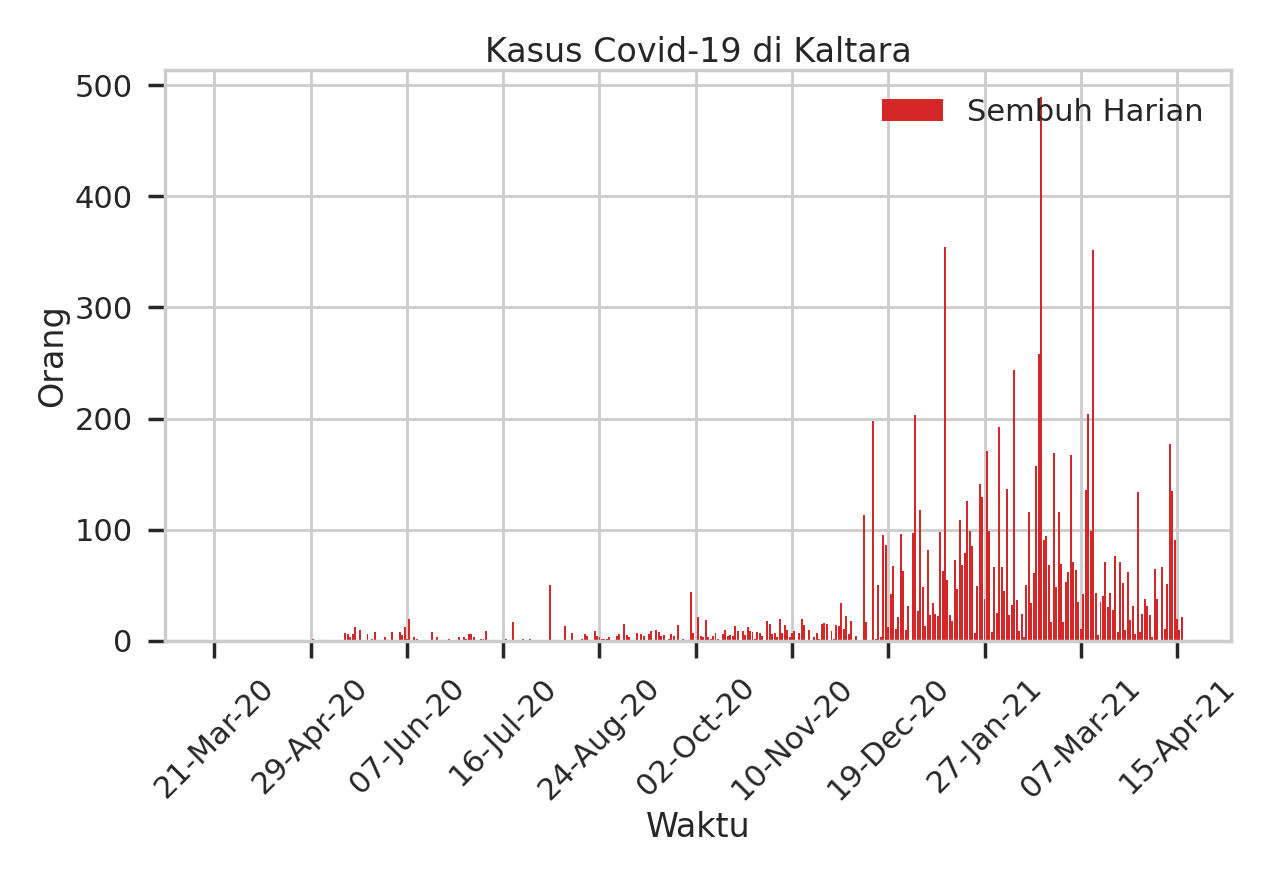 Kasus Covid-19 di Kaltara
Sembuh Harian
Orang
500
400
300
200
100
0
21-Mar-20
29-Apr-20
07-Jun-20
16-Jul-20
24-Aug-20
02-Oct-20
10-Nov-20
19-Dec-20
27-Jan-21
07-Mar-21
15-Apr-21
Waktu